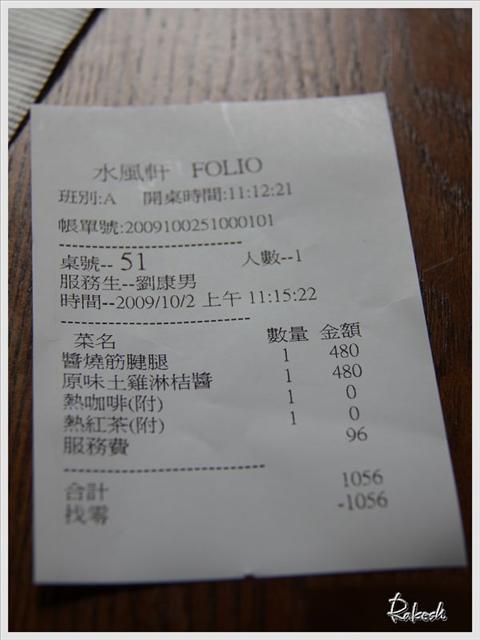 水風軒 FOLIO
班別:A 開桌時間:11:12:21
帳單號:2009100251000101
桌號-- 51 人數--1
服務生--劉康男
時間--2009/10/2 上午 11:15:22
菜名 數量 金額
醬燒筋腱腿 1 480
原味土雞淋桔醬 1 480
熱咖啡(附) 1 0
熱紅茶(附) 1 0
服務費 96
合計 1056
找零 -1056
Rakesh